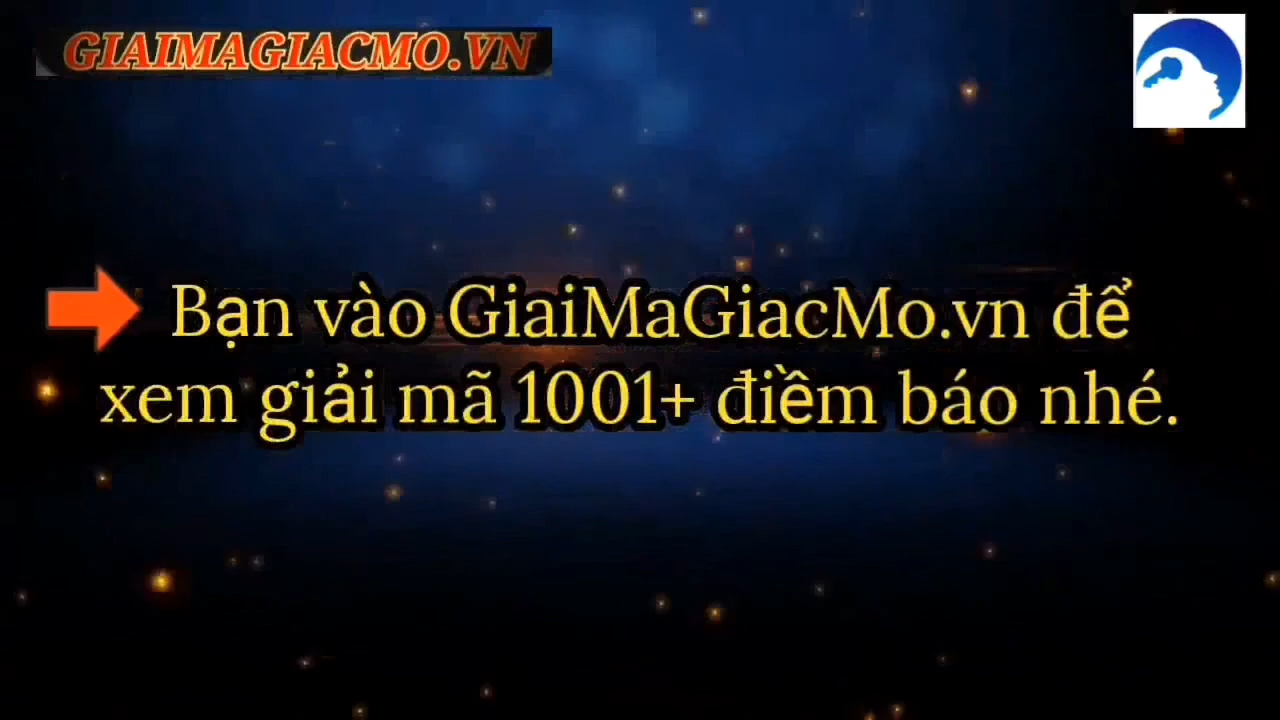 GIAIMAGIACMO.VN
Bạn vào GiaiMaGiacMo.vn để
xem giải mã 1001+ điềm báo nhé.